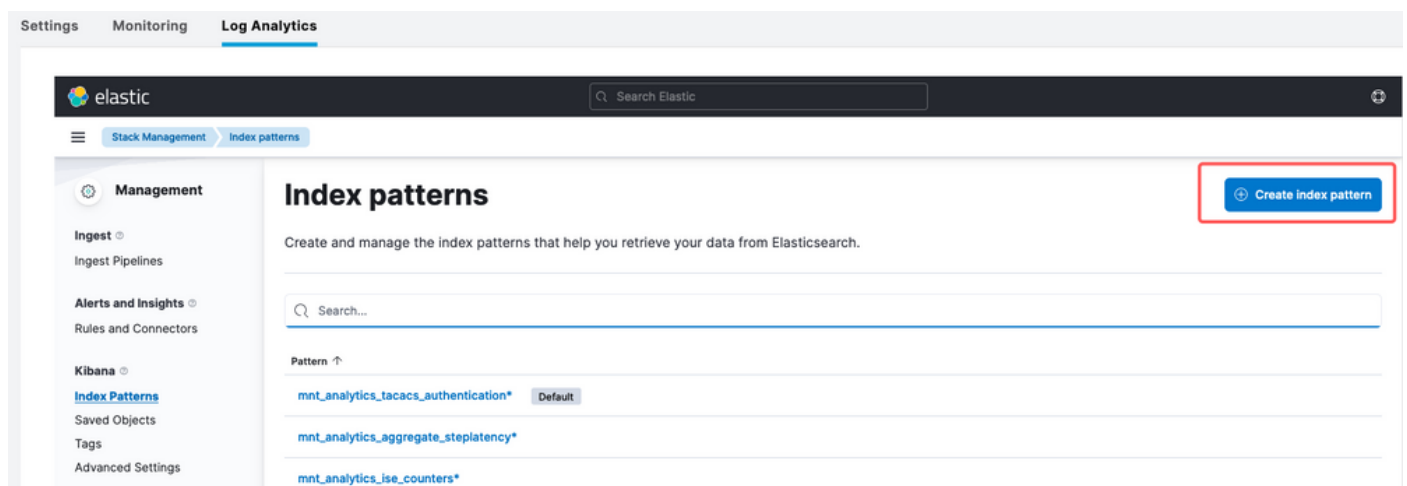 Settings Monitoring Log Analytics
elastic
Search Elastic
Stack Management Index patterns
Management
Ingest
Ingest Pipelines
Alerts and Insights
Rules and Connectors
Kibana
Index Patterns
Saved Objects
Tags
Advanced Settings
Index patterns
Create index pattern
Create and manage the index patterns that help you retrieve your data from Elasticsearch.
Search...
Pattern ↑
mnt_analytics_tacacs_authentication* Default
mnt_analytics_aggregate_steplatency*
mnt_analytics_ise_counters*